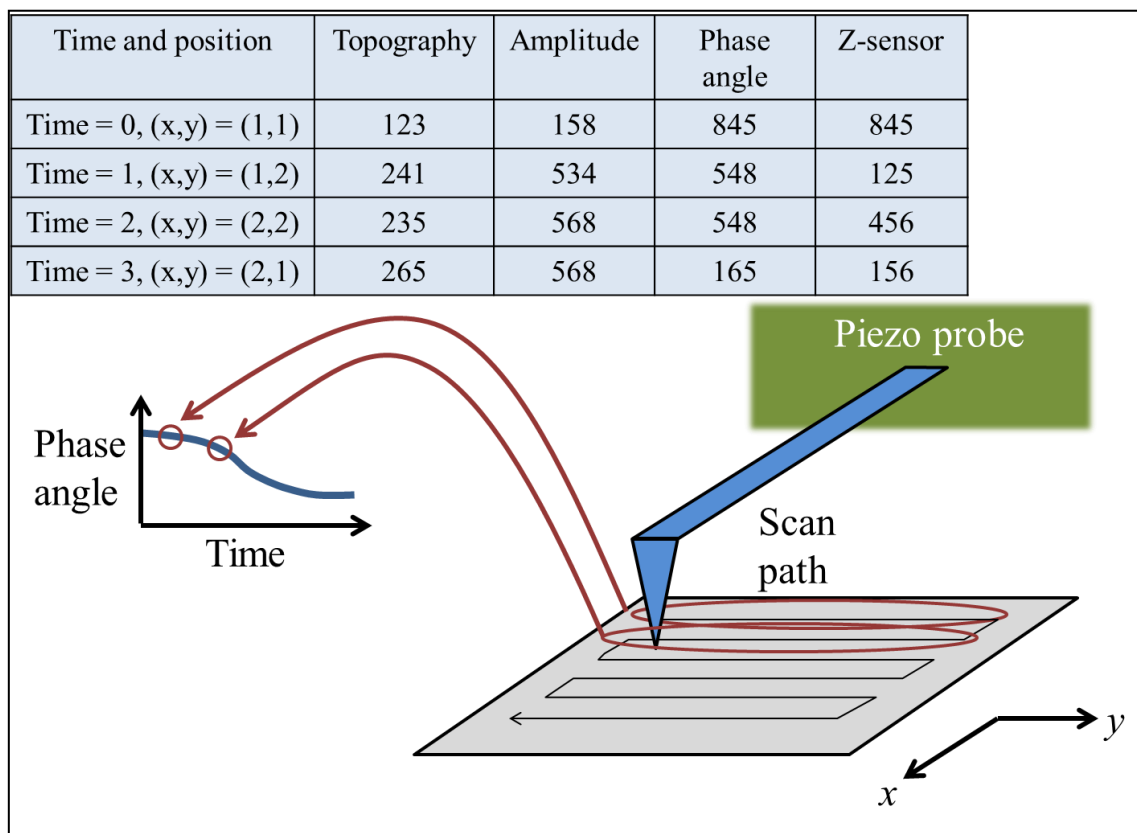 Time and position Topography Amplitude Phase angle Z-sensor
Time = 0, (x,y) = (1,1) 123 158 845 845
Time = 1, (x,y) = (1,2) 241 534 548 125
Time = 2, (x,y) = (2,2) 235 568 548 456
Time = 3, (x,y) = (2,1) 265 568 165 156
Piezo probe
Phase
angle
Time
Scan
path
y
x